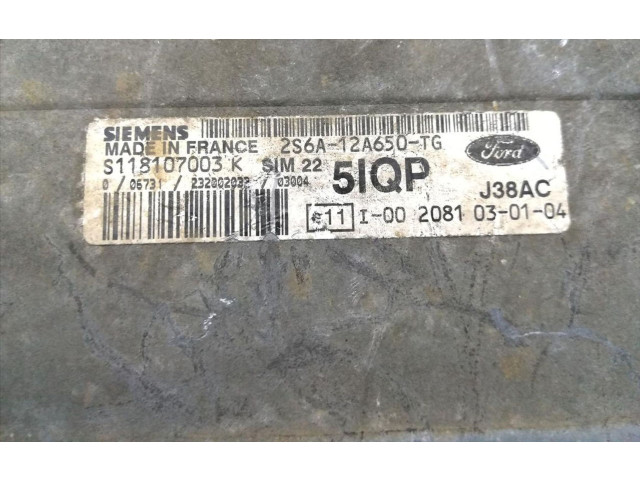 SIEMENS
MADE IN FRANCE 2S6A-12A650-TG Ford
S118107003 K SIM 22
0 / 06731 / 232002022 / 03004 5IQP J38AC
e11 I-00 2081 03-01-04